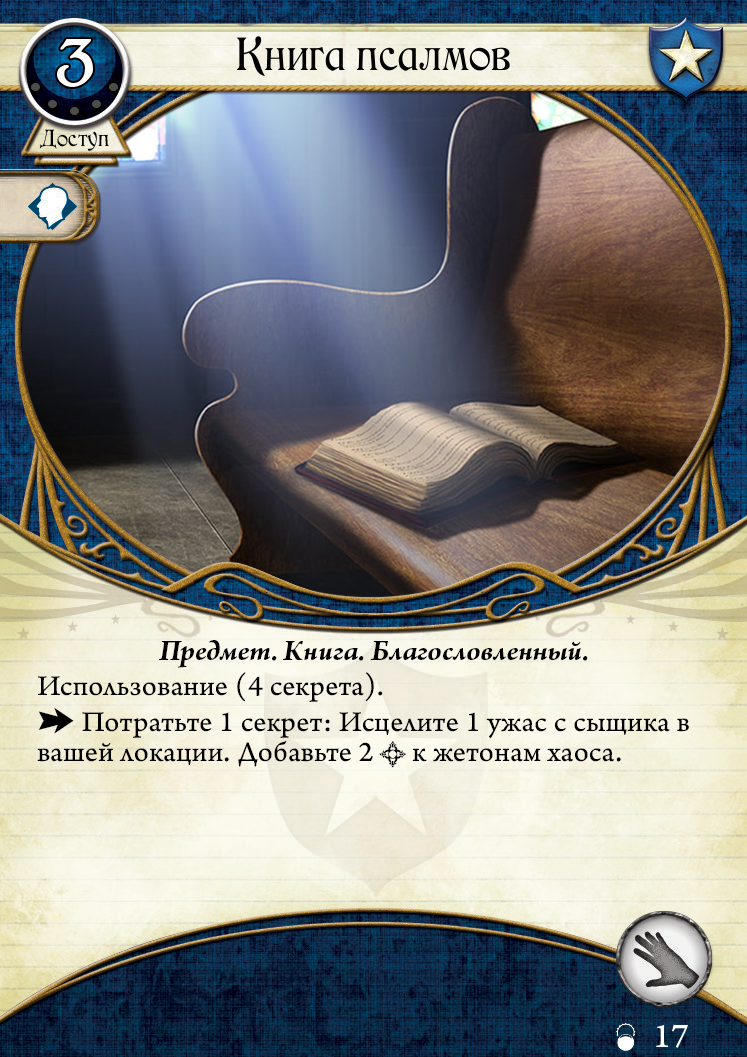 3
Книга псалмов
Доступ
Предмет. Книга. Благословленный.
Использование (4 секрета).
Потратьте 1 секрет: Исцелите 1 ужас с сыщика в
вашей локации. Добавьте 2 к жетонам хаоса.
17